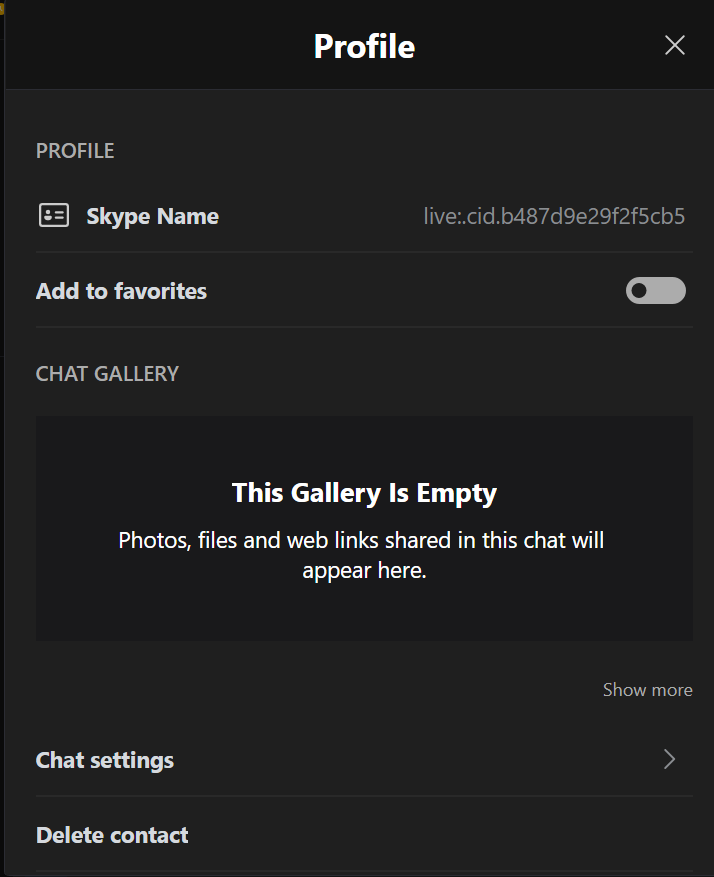 Profile
PROFILE
Skype Name live:.cid.b487d9e29f2f5cb5
Add to favorites
CHAT GALLERY
This Gallery Is Empty
Photos, files and web links shared in this chat will
appear here.
Show more
Chat settings
Delete contact